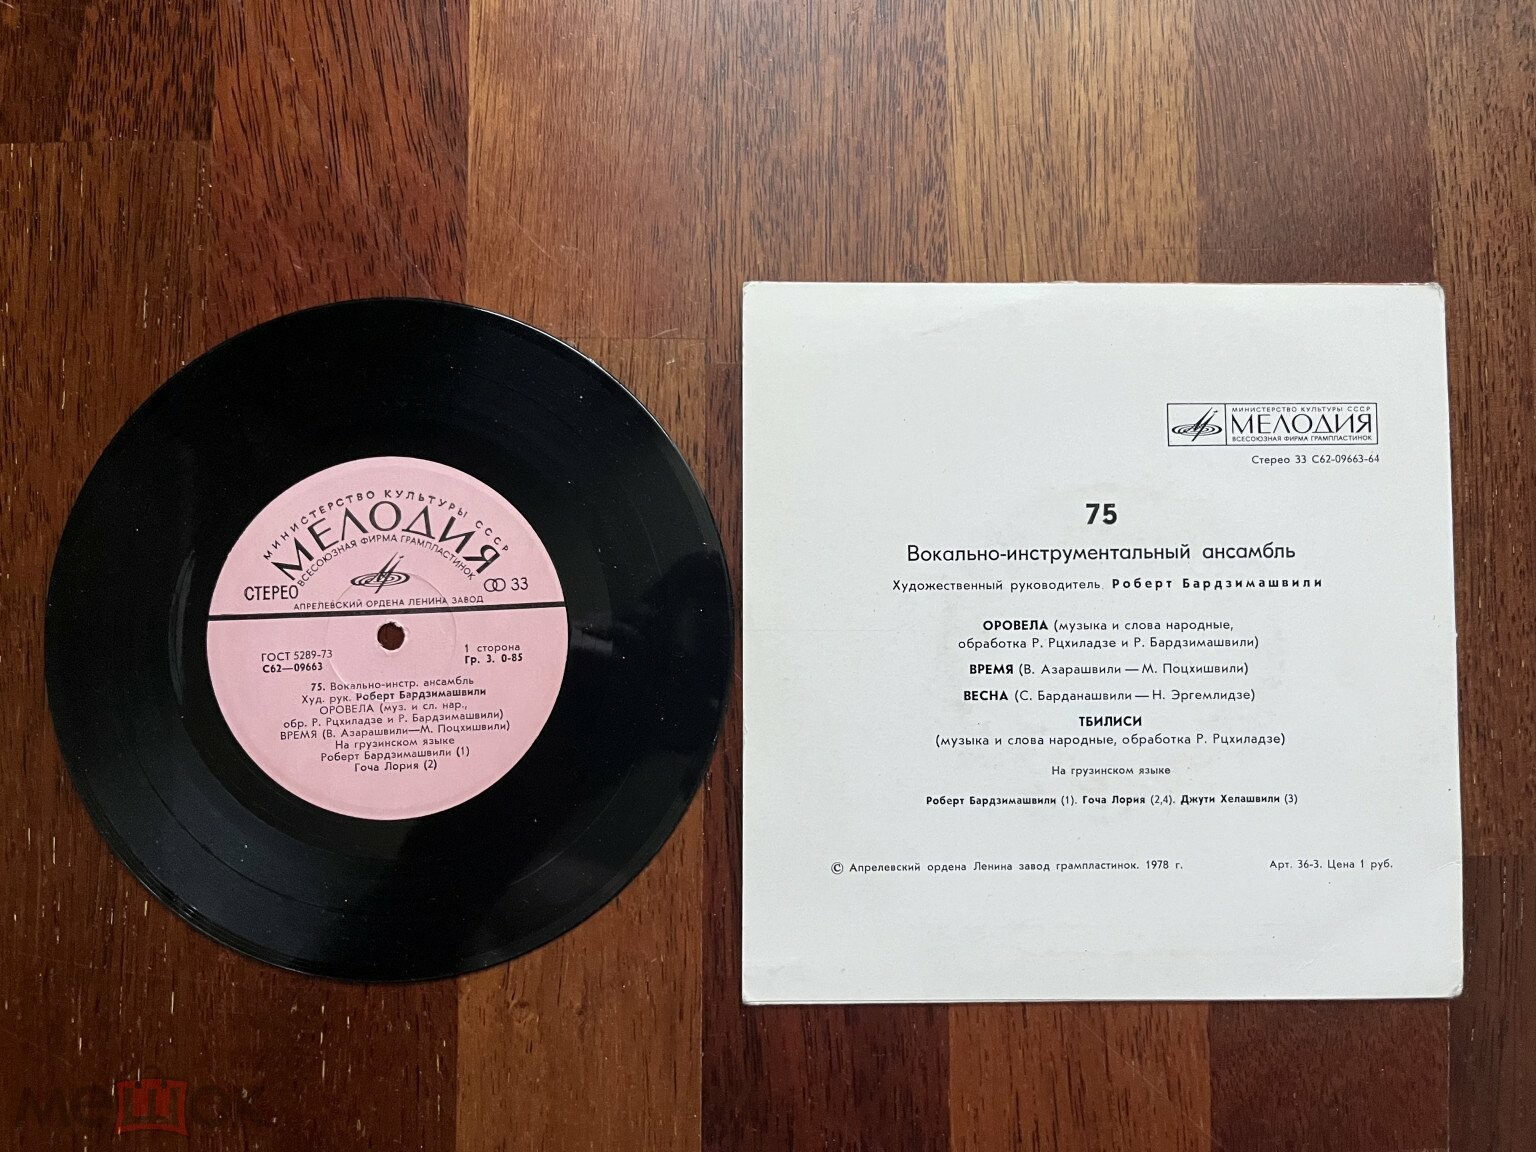 МИНИСТЕРСТВО КУЛЬТУРЫ СССР
МЕЛОДИЯ
ВСЕСОЮЗНАЯ ФИРМА ГРАМПЛАСТИНОК
СТЕРЕО
33
АПРЕЛЕВСКИЙ ОРДЕНА ЛЕНИНА ЗАВОД
ГОСТ 5289-73
С62—09663
1 сторона
Гр. 3. 0-85
75. Вокально-инстр. ансамбль
Худ. рук. Роберт Бардзимашвили
ОРОВЕЛА (муз. и сл. нар.,
обр. Р. Рцхиладзе и Р. Бардзимашвили)
ВРЕМЯ (В. Азарашвили—М. Поцхишвили)
На грузинском языке
Роберт Бардзимашвили (1)
Гоча Лория (2)
МИНИСТЕРСТВО КУЛЬТУРЫ СССР
МЕЛОДИЯ
ВСЕСОЮЗНАЯ ФИРМА ГРАМПЛАСТИНОК
Стерео 33 С62-09663-64
75
Вокально-инструментальный ансамбль
Художественный руководитель Роберт Бардзимашвили
ОРОВЕЛА (музыка и слова народные,
обработка Р. Рцхиладзе и Р. Бардзимашвили)
ВРЕМЯ (В. Азарашвили — М. Поцхишвили)
ВЕСНА (С. Барданашвили — Н. Эргемлидзе)
ТБИЛИСИ
(музыка и слова народные, обработка Р. Рцхиладзе)
На грузинском языке
Роберт Бардзимашвили (1). Гоча Лория (2,4). Джути Хелашвили (3)
© Апрелевский ордена Ленина завод грампластинок. 1978 г.
Арт. 36-3. Цена 1 руб.
мешок